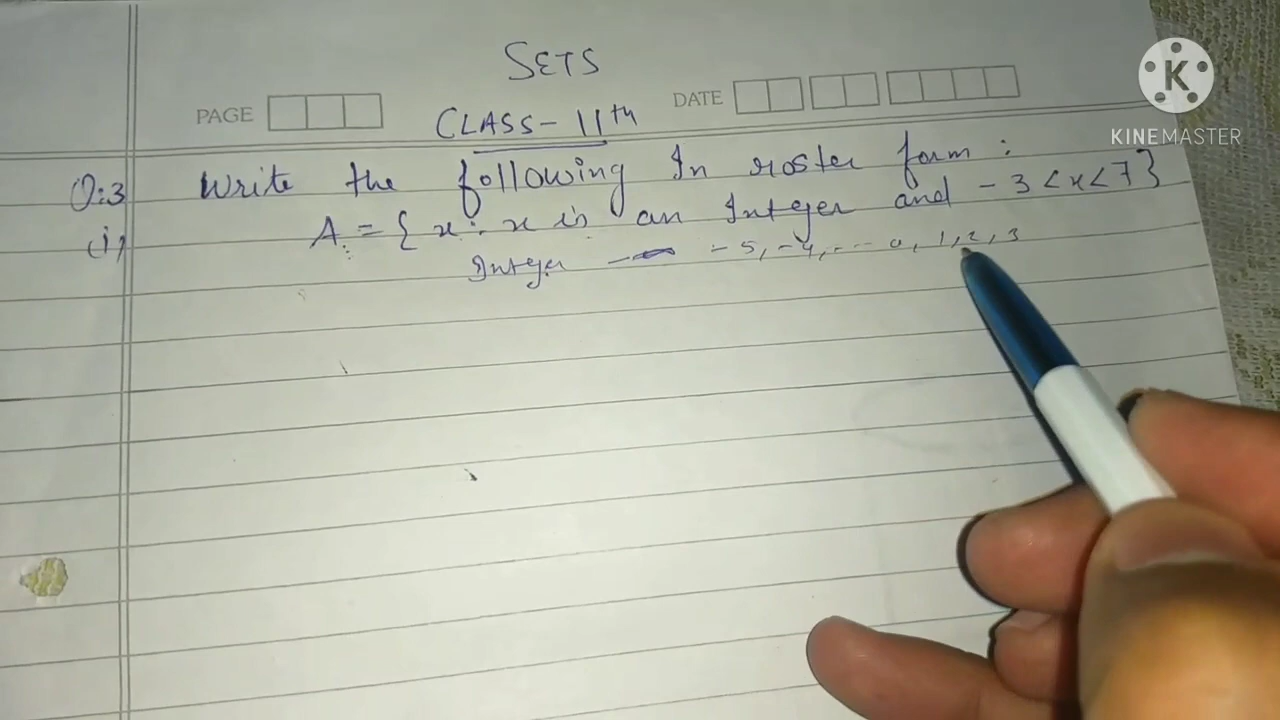 SETS
PAGE
DATE
CLASS - 11th
Q:3 Write the following In roster form :
(i) A = { x : x is an Integer and - 3 < x < 7 }
Integer - 5, - 4, --- 0, 1, 2, 3
K
KINEMASTER